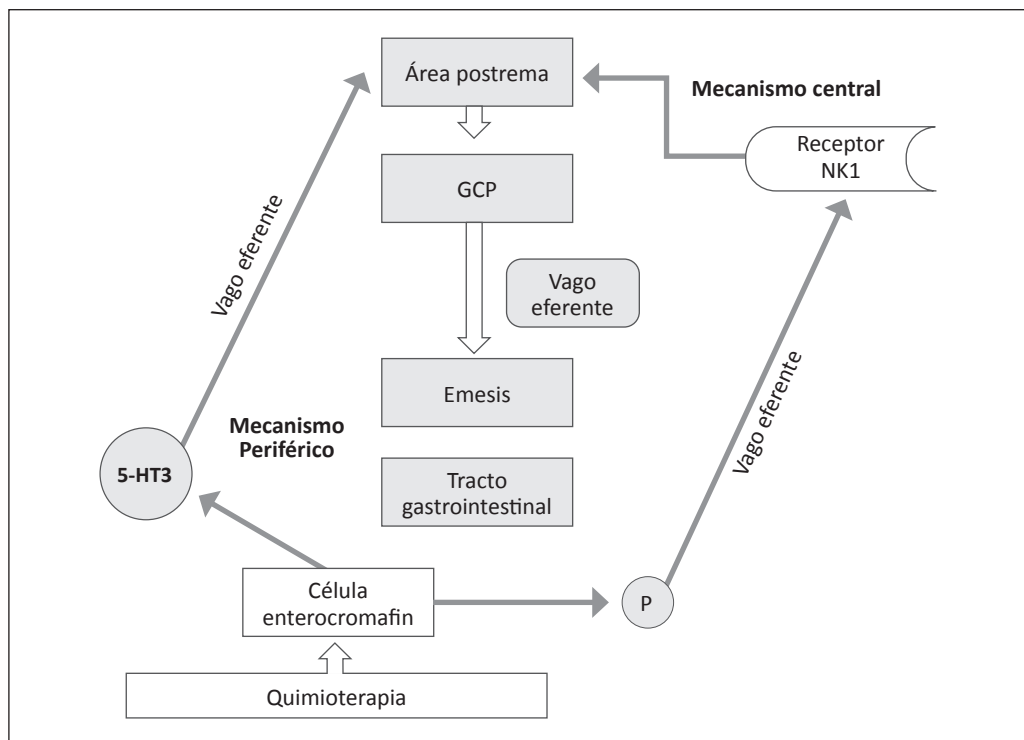 Área postrema
Mecanismo central
Receptor
NK1
GCP
Vago eferente
Vago
eferente
Emesis
Vago eferente
Mecanismo
Periférico
5-HT3
Tracto
gastrointestinal
Célula
enterocromafin
P
Quimioterapia